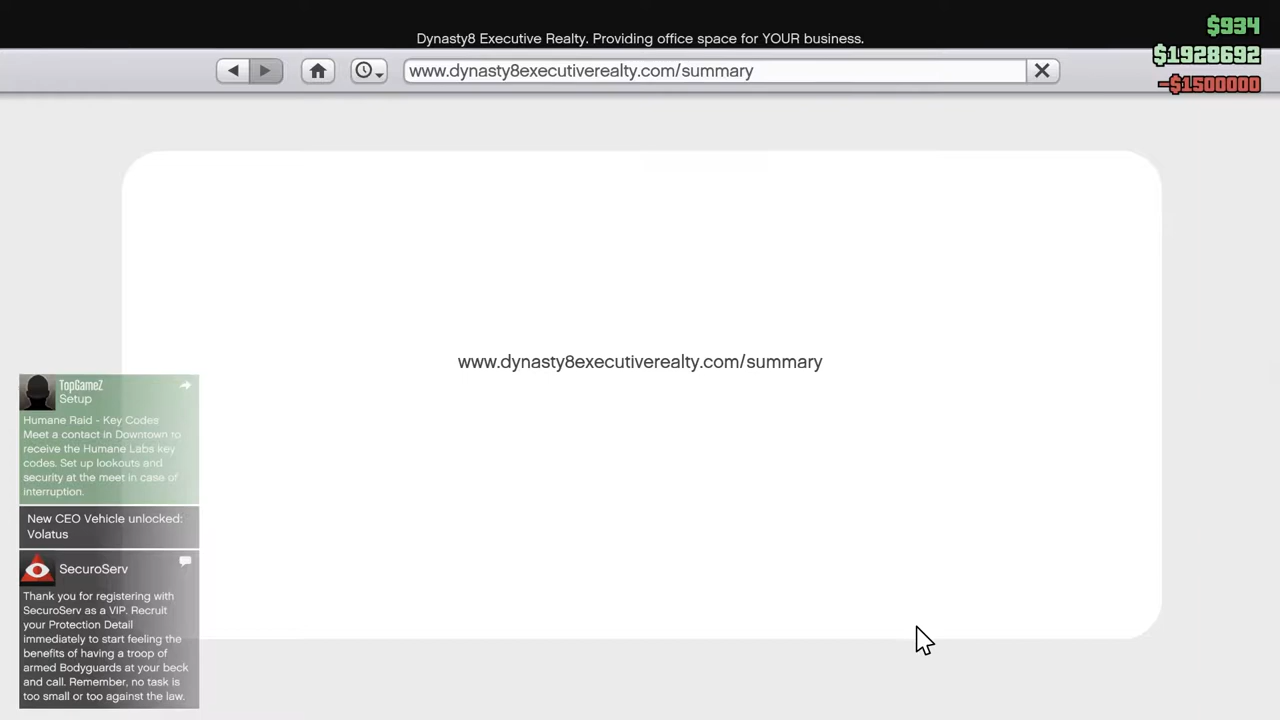 Dynasty8 Executive Realty. Providing office space for YOUR business.
$934
$1928692
-$1500000
www.dynasty8executiverealty.com/summary
www.dynasty8executiverealty.com/summary
TopGameZ
Setup
Humane Raid - Key Codes
Meet a contact in Downtown to
receive the Humane Labs key
codes. Set up lookouts and
security at the meet in case of
interruption.
New CEO Vehicle unlocked:
Volatus
SecuroServ
Thank you for registering with
SecuroServ as a VIP. Recruit
your Protection Detail
immediately to start feeling the
benefits of having a troop of
armed Bodyguards at your beck
and call. Remember, no task is
too small or too against the law.